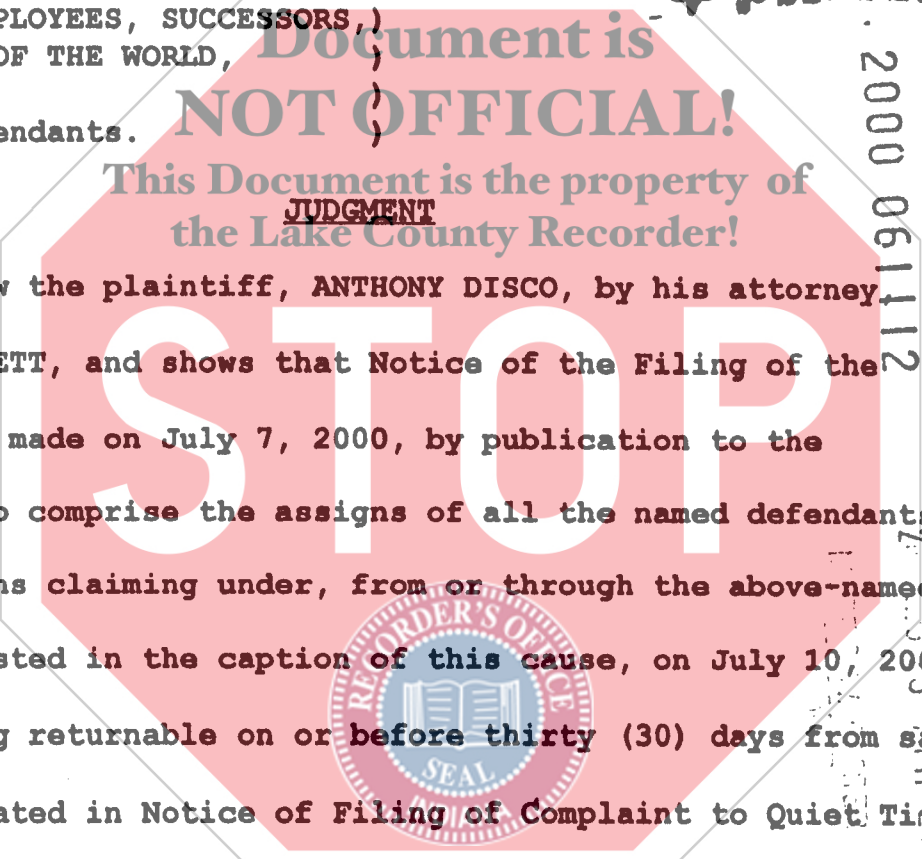 PLOYEES, SUCCESSORS,)
OF THE WORLD, )
)
endants. )
Document is
NOT OFFICIAL!
This Document is the property of
the Lake County Recorder!
JUDGMENT
the plaintiff, ANTHONY DISCO, by his attorney
ETT, and shows that Notice of the Filing of the
made on July 7, 2000, by publication to the
comprise the assigns of all the named defendants
ns claiming under, from or through the above-named
sted in the caption of this cause, on July 10, 200
g returnable on or before thirty (30) days from s
ated in Notice of Filing of Complaint to Quiet Ti
STOP
RECORDER'S OFFICE
SEAL
INDIANA
2000 061112